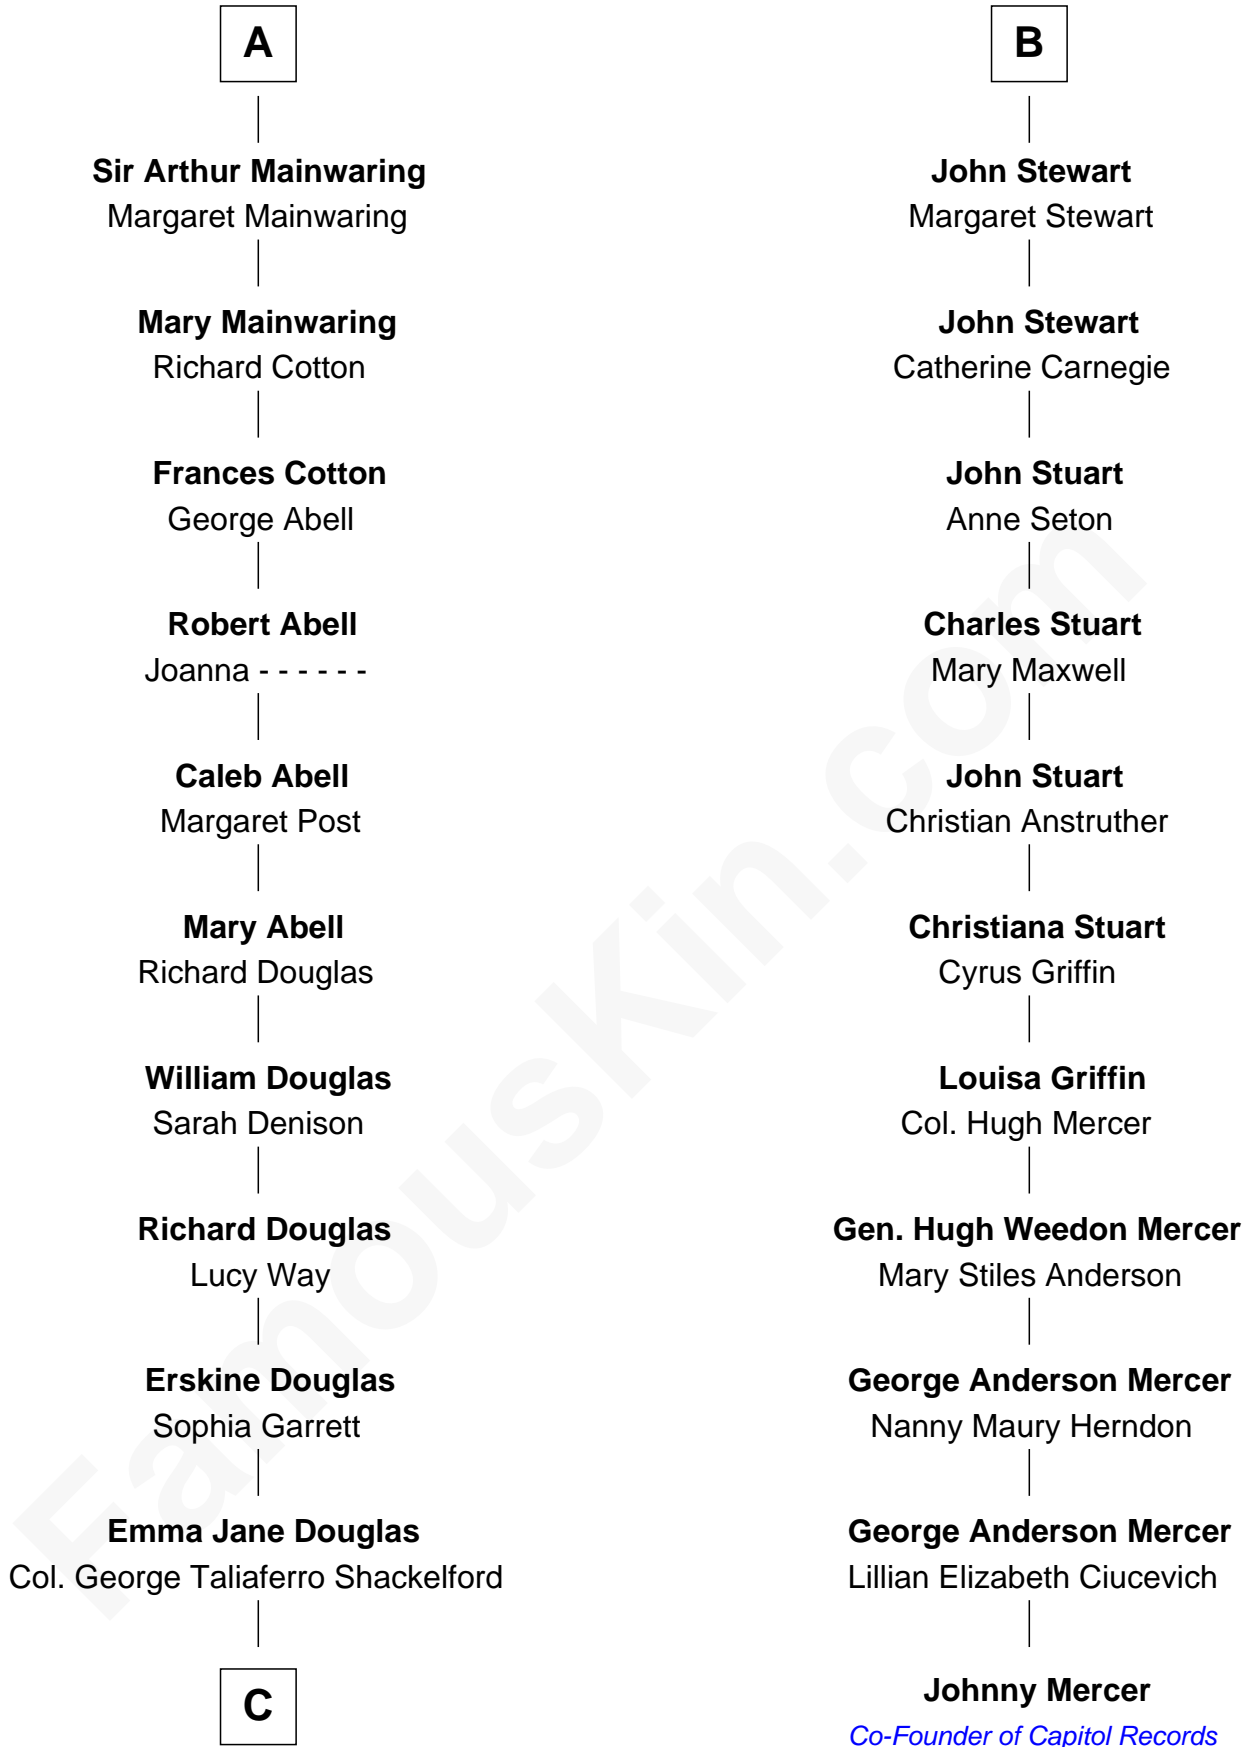 A
Sir Arthur Mainwaring
Margaret Mainwaring
Mary Mainwaring
Richard Cotton
Frances Cotton
George Abell
Robert Abell
Joanna - - - - - -
Caleb Abell
Margaret Post
Mary Abell
Richard Douglas
William Douglas
Sarah Denison
Richard Douglas
Lucy Way
Erskine Douglas
Sophia Garrett
Emma Jane Douglas
Col. George Taliaferro Shackelford
C
B
John Stewart
Margaret Stewart
John Stewart
Catherine Carnegie
John Stuart
Anne Seton
Charles Stuart
Mary Maxwell
John Stuart
Christian Anstruther
Christiana Stuart
Cyrus Griffin
Louisa Griffin
Col. Hugh Mercer
Gen. Hugh Weedon Mercer
Mary Stiles Anderson
George Anderson Mercer
Nanny Maury Herndon
George Anderson Mercer
Lillian Elizabeth Ciucevich
Johnny Mercer
Co-Founder of Capitol Records
FamousKin.com